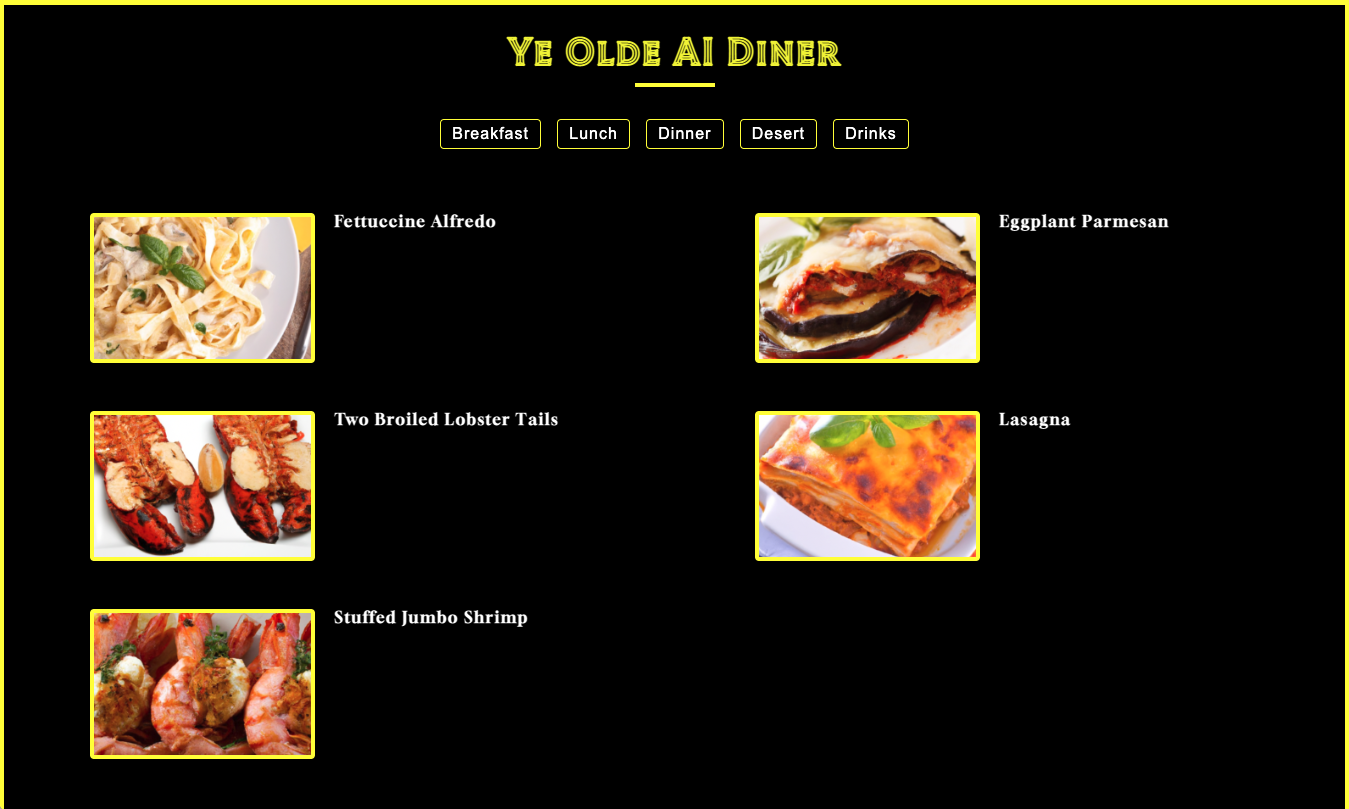 Ye Olde AI Diner
Breakfast Lunch Dinner Desert Drinks
Fettuccine Alfredo
Eggplant Parmesan
Two Broiled Lobster Tails
Lasagna
Stuffed Jumbo Shrimp